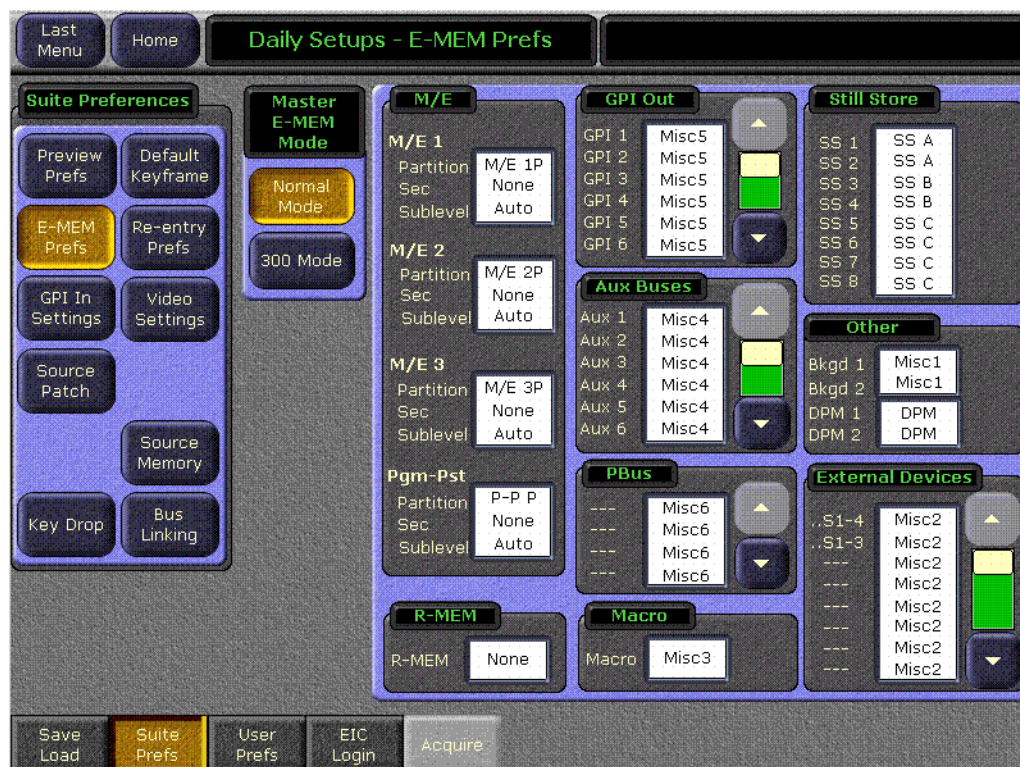 Last Menu
Home
Daily Setups - E-MEM Prefs
Suite Preferences
Preview Prefs
Default Keyframe
E-MEM Prefs
Re-entry Prefs
GPI In Settings
Video Settings
Source Patch
Source Memory
Key Drop
Bus Linking
Master E-MEM Mode
Normal Mode
300 Mode
M/E
M/E 1
Partition M/E 1P
Sec None
Sublevel Auto
M/E 2
Partition M/E 2P
Sec None
Sublevel Auto
M/E 3
Partition M/E 3P
Sec None
Sublevel Auto
Pgm-Pst
Partition P-P P
Sec None
Sublevel Auto
R-MEM
R-MEM None
GPI Out
GPI 1 Misc5
GPI 2 Misc5
GPI 3 Misc5
GPI 4 Misc5
GPI 5 Misc5
GPI 6 Misc5
Aux Buses
Aux 1 Misc4
Aux 2 Misc4
Aux 3 Misc4
Aux 4 Misc4
Aux 5 Misc4
Aux 6 Misc4
PBus
--- Misc6
--- Misc6
--- Misc6
--- Misc6
Macro
Macro Misc3
Still Store
SS 1 SS A
SS 2 SS A
SS 3 SS B
SS 4 SS B
SS 5 SS C
SS 6 SS C
SS 7 SS C
SS 8 SS C
Other
Bkgd 1 Misc1
Bkgd 2 Misc1
DPM 1 DPM
DPM 2 DPM
External Devices
..S1-4 Misc2
..S1-3 Misc2
--- Misc2
--- Misc2
--- Misc2
--- Misc2
--- Misc2
--- Misc2
Save Load
Suite Prefs
User Prefs
EIC Login
Acquire